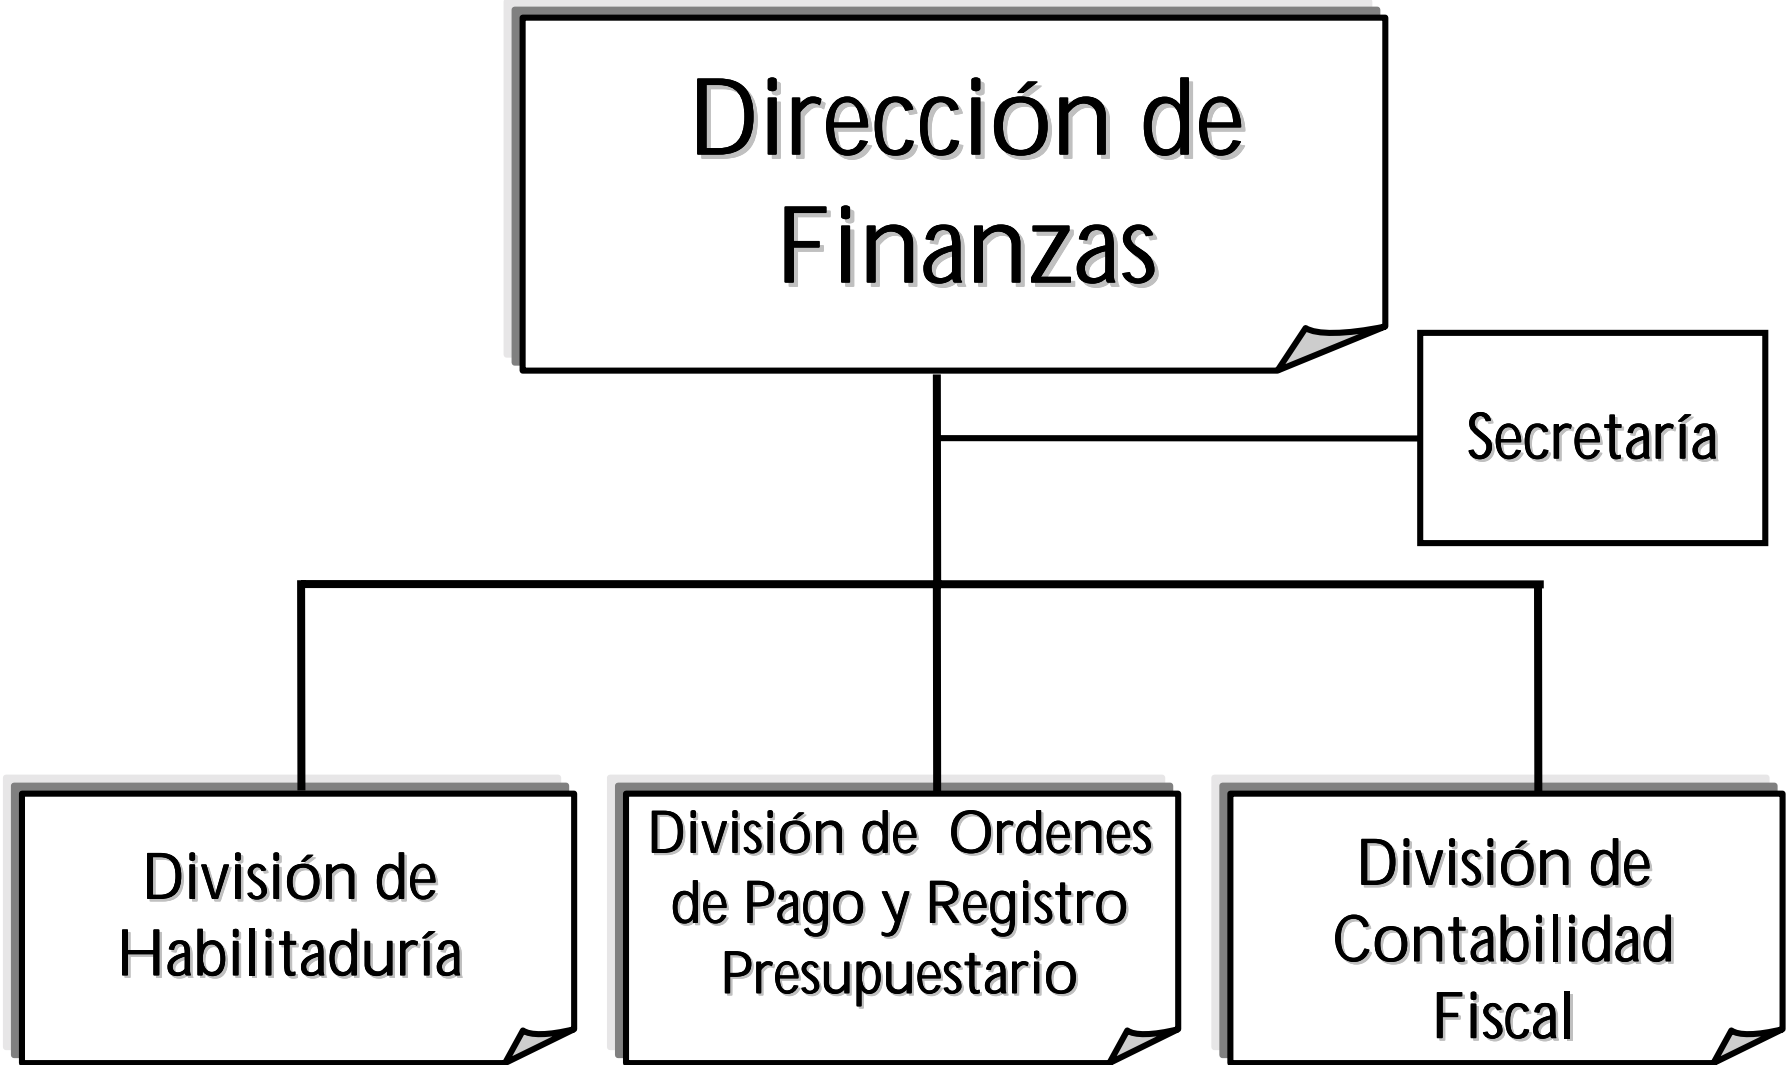 Dirección de
Finanzas
Secretaría
División de
Habilitaduría
División de  Ordenes
de Pago y Registro
Presupuestario
División de
Contabilidad
Fiscal